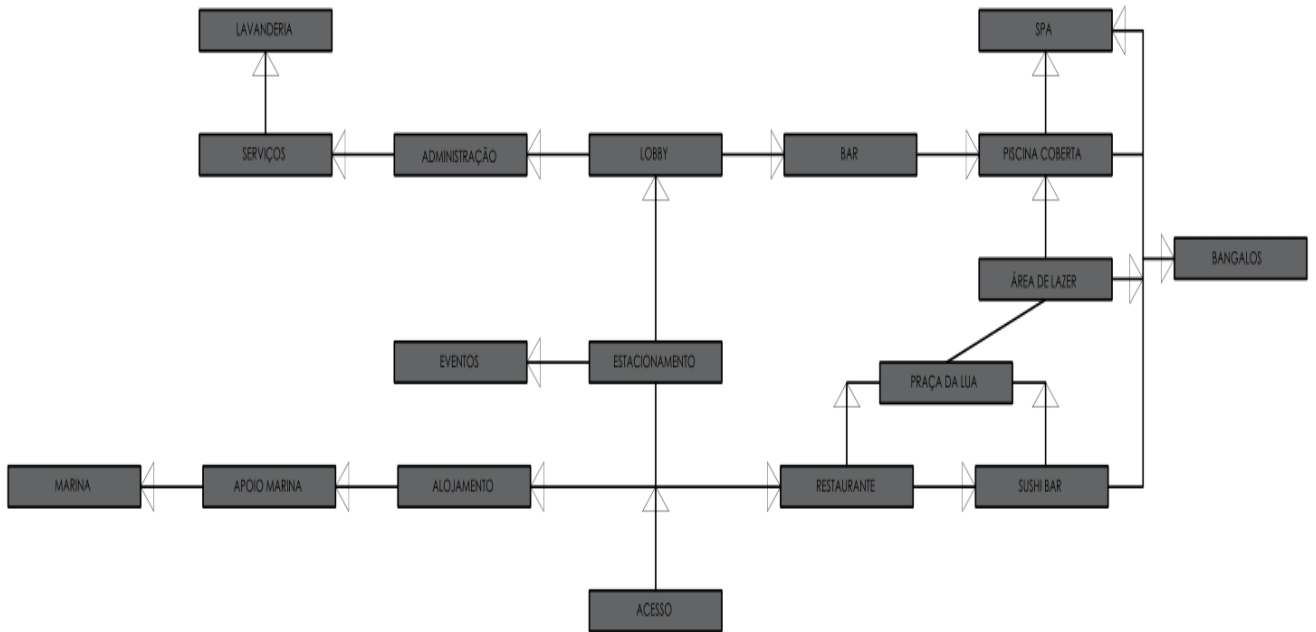 LAVANDERIA
SPA
SERVIÇOS
ADMINISTRAÇÃO
LOBBY
BAR
PISCINA COBERTA
BANGALOS
ÁREA DE LAZER
EVENTOS
ESTACIONAMENTO
PRAÇA DA LUA
MARINA
APOIO MARINA
ALOJAMENTO
RESTAURANTE
SUSHI BAR
ACESSO